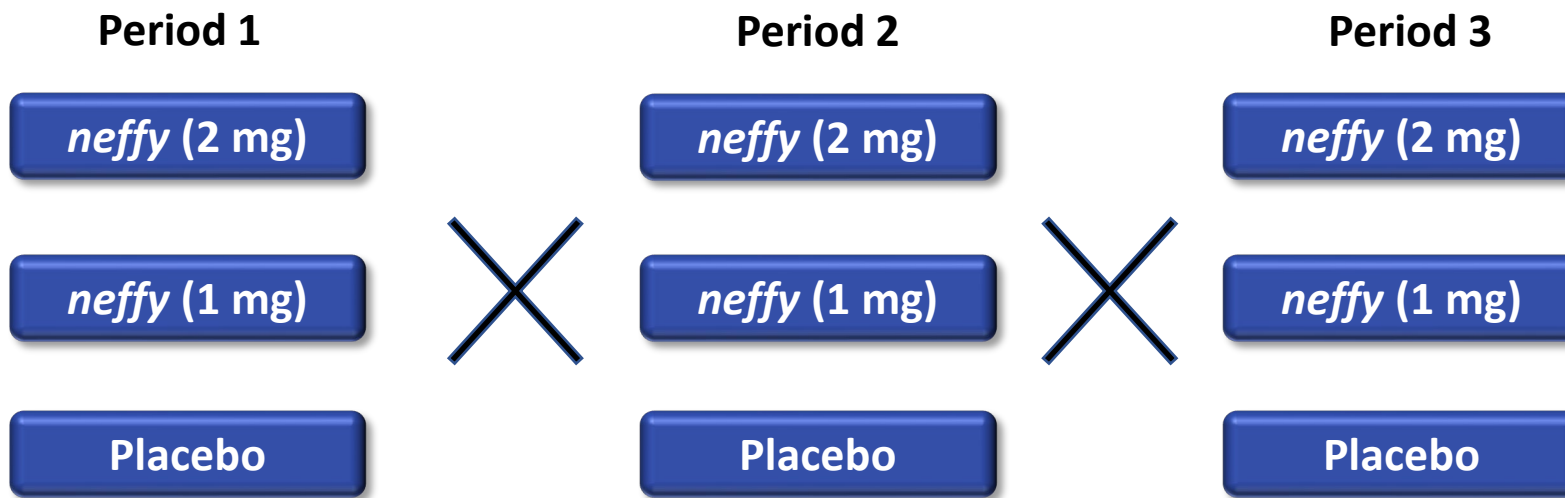 Period 1 Period 2 Period 3
neffy (2 mg) neffy (2 mg) neffy (2 mg)
neffy (1 mg) neffy (1 mg) neffy (1 mg)
Placebo Placebo Placebo